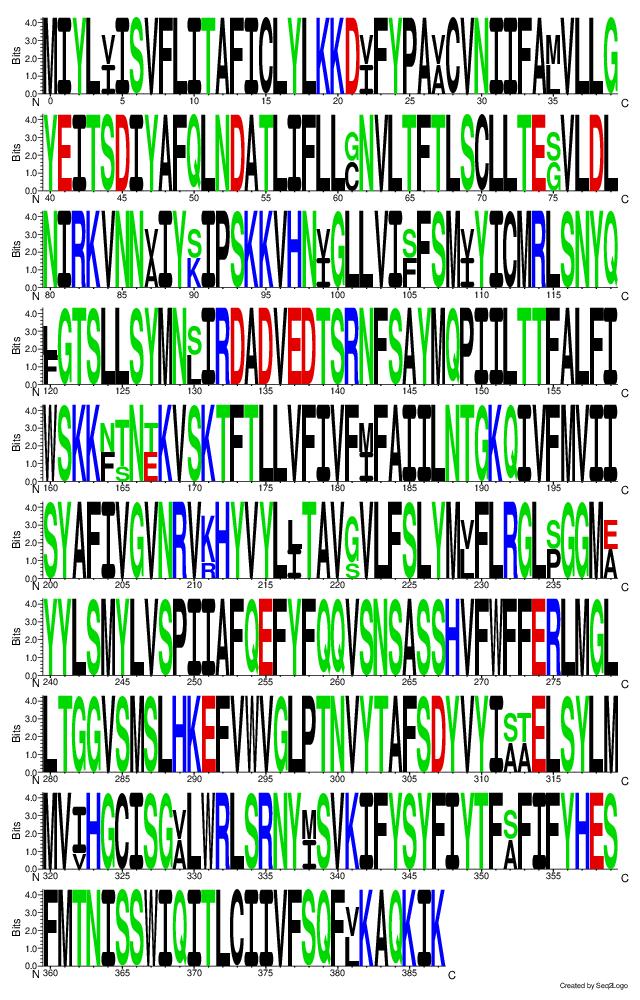 4.0 3.0 2.0 1.0 0.0 Bits
MIYLVISVFLITAFICLYLKKDVFYPAVCVNIIFAMVLLG
I I A L
N 0 5 10 15 20 25 30 35 C
4.0 3.0 2.0 1.0 0.0 Bits
YEITSDIYAFQLNDATLIFLLGNVLTFTLSCLLTESVLDL
C G
N 40 45 50 55 60 65 70 75 C
4.0 3.0 2.0 1.0 0.0 Bits
NIRKVNNVIYSIPSKKVHNVGLLVISFSMVYICMRLSNYQ
A K I F I
N 80 85 90 95 100 105 110 115 C
4.0 3.0 2.0 1.0 0.0 Bits
GTSLLSYMNSIRDADVEDTSRNFSAYMQPIILTTFALFI
L
N 120 125 130 135 140 145 150 155 C
4.0 3.0 2.0 1.0 0.0 Bits
WSKKNTNTKVSKTFTLLVFIVFMFAIILNTGKQIVFMVII
F S E I
N 160 165 170 175 180 185 190 195 C
4.0 3.0 2.0 1.0 0.0 Bits
SYAFIVGVNRVKHYVYLLTAVGVLFSLYMVFLRGLSGGME
R I S L P A
N 200 205 210 215 220 225 230 235 C
4.0 3.0 2.0 1.0 0.0 Bits
YYLSMYLVSPIIAFQEFYFQQVSNSASSHVFWFFERLMGL
N 240 245 250 255 260 265 270 275 C
4.0 3.0 2.0 1.0 0.0 Bits
LTGGVSMSLHKEFVWVGLPTNVYTAFSDYVYISTELSYLM
A A
N 280 285 290 295 300 305 310 315 C
4.0 3.0 2.0 1.0 0.0 Bits
MVIHGCISGVLWRLSRNYMSVKIFYSYFIYTFSFIFYHES
V A I A
N 320 325 330 335 340 345 350 355 C
4.0 3.0 2.0 1.0 0.0 Bits
FMTNISSWIQITLCIIVFSQFVKAQKIK
L
N 360 365 370 375 380 385 C
Created by Seq2Logo